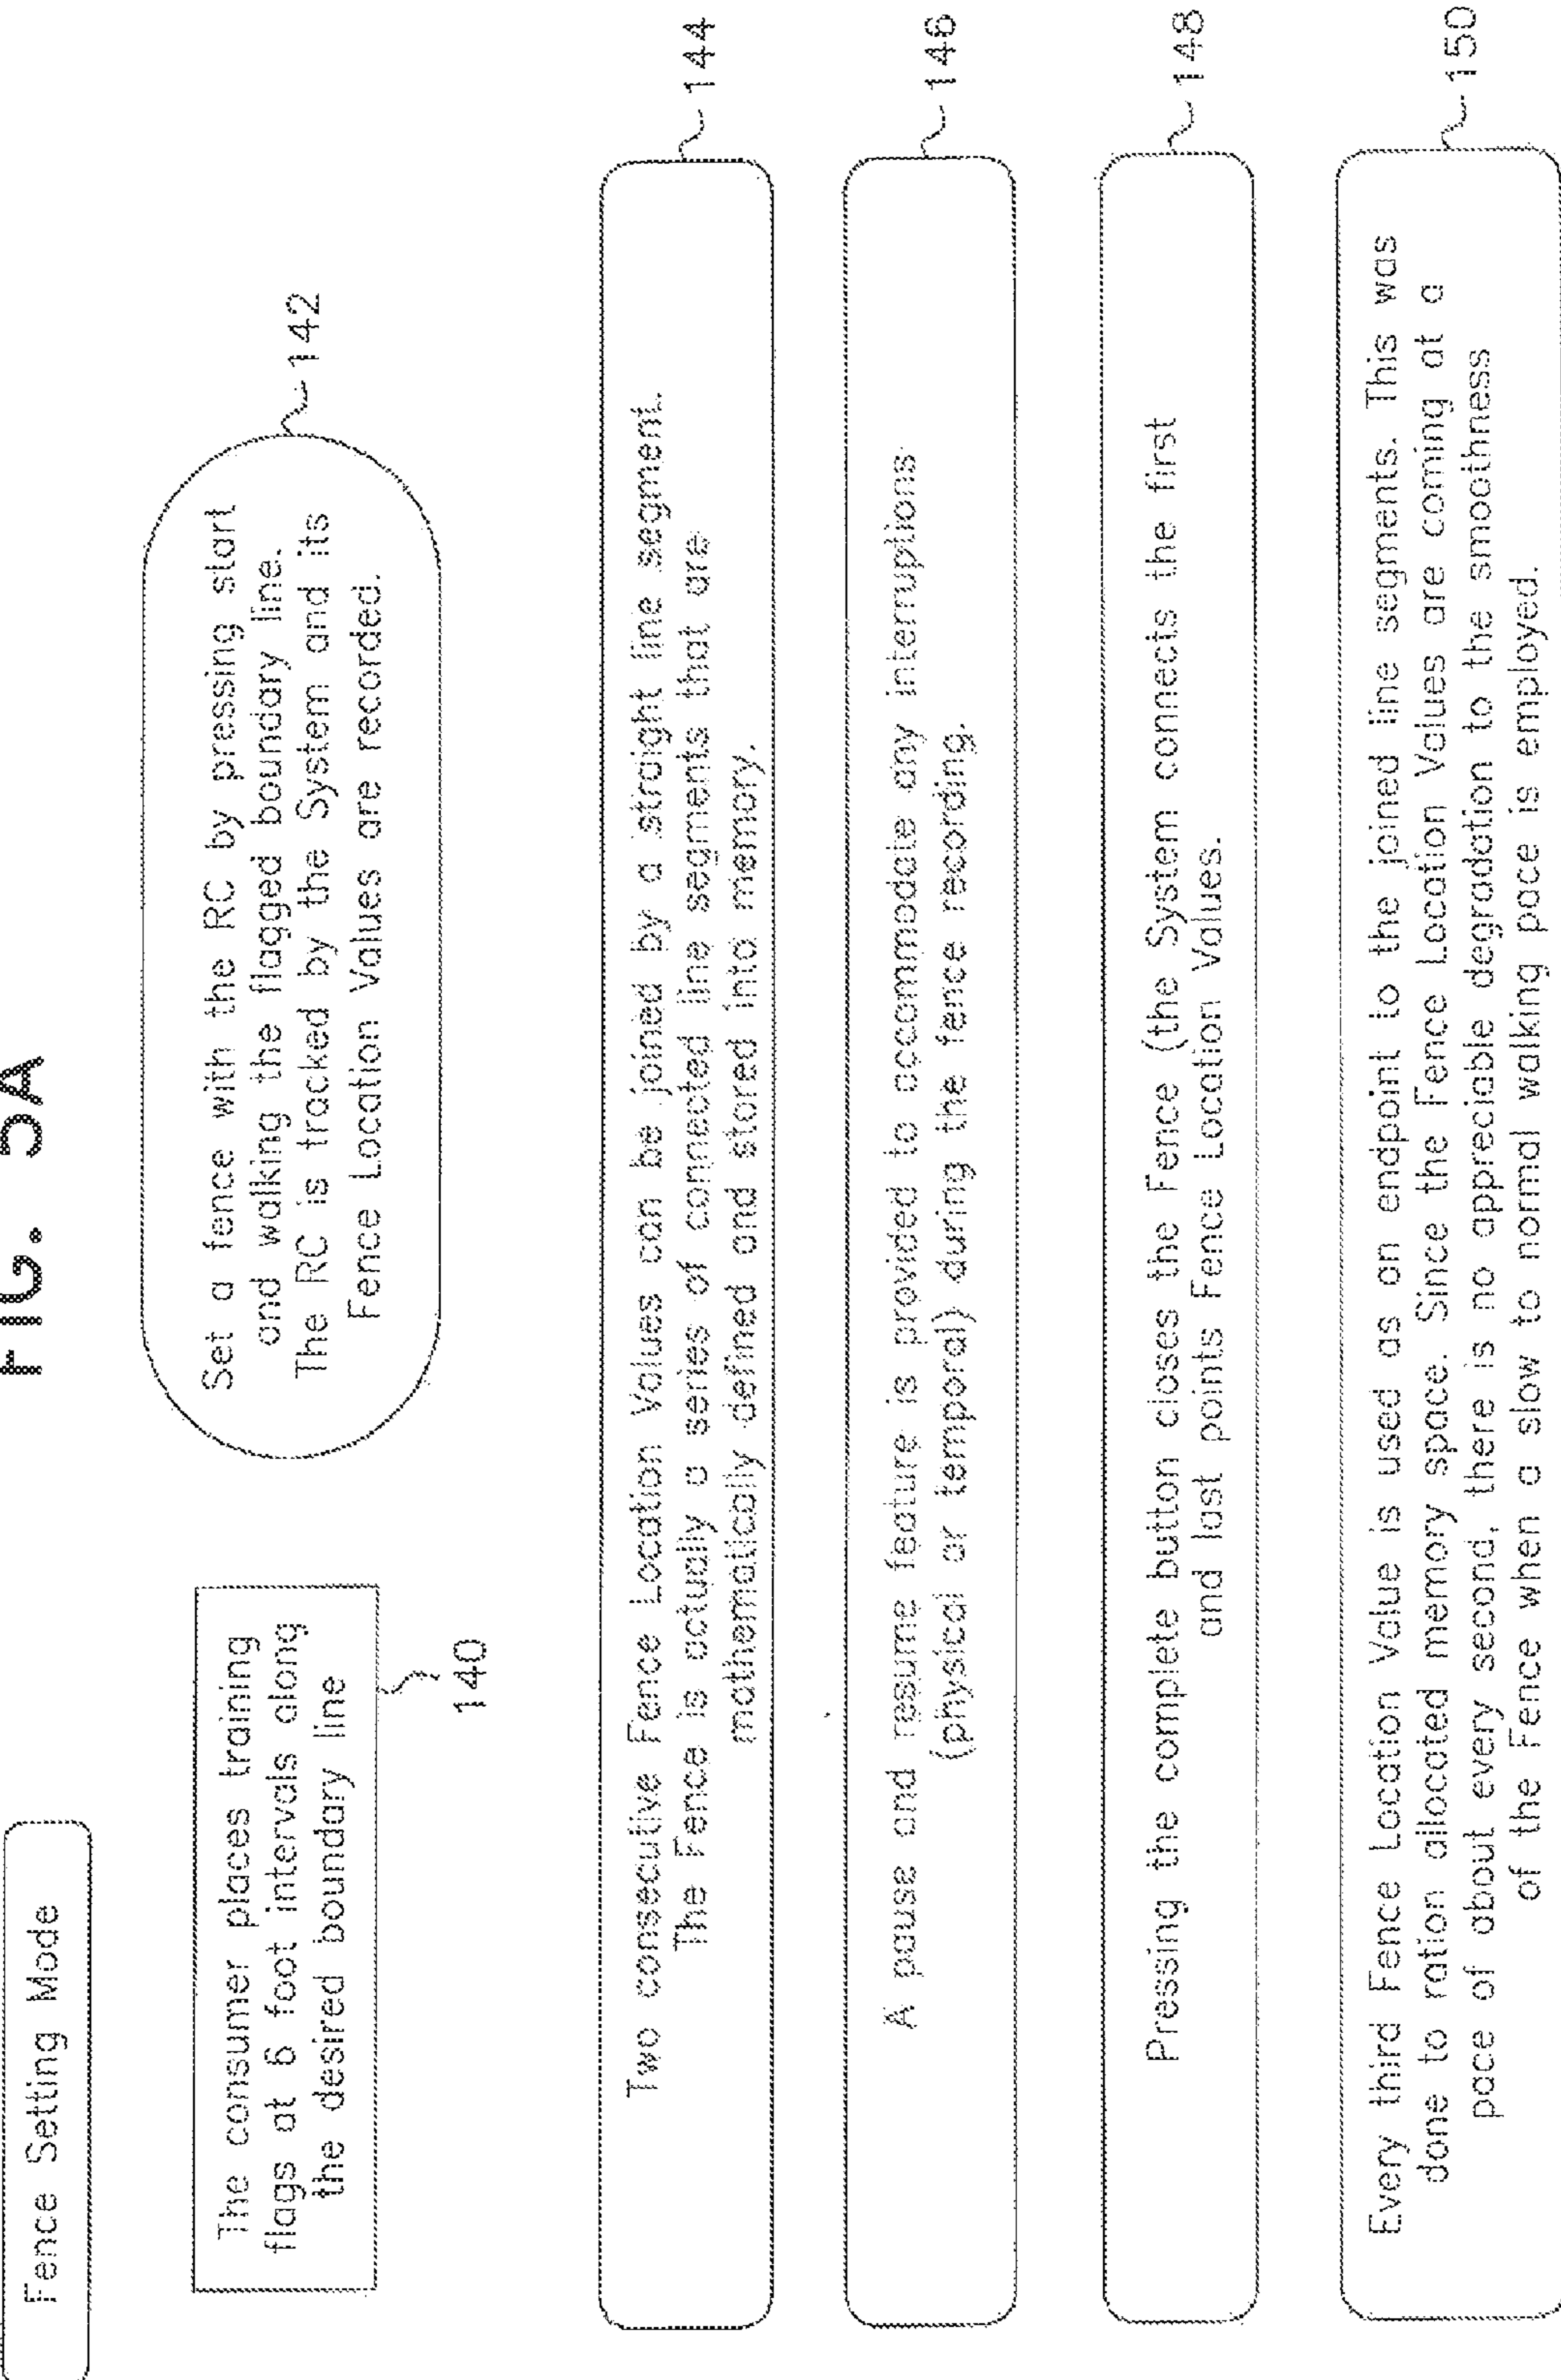 FIG. 5A
Fence Setting Mode
The consumer places training
flags at 6 foot intervals along
the desired boundary line
140
Set a fence with the RC by pressing start
and walking the flagged boundary line.
The RC is tracked by the System and its
Fence Location Values are recorded.
142
Two consecutive Fence Location Values can be joined by a straight line segment.
The Fence is actually a series of connected line segments that are
mathematically defined and stored into memory.
144
A pause and resume feature is provided to accommodate any interruptions
(physical or temporal) during the fence recording.
146
Pressing the complete button closes the Fence (the System connects the first
and last points Fence Location Values.
148
Every third Fence Location Value is used as an endpoint to the joined line segments. This was
done to ration allocated memory space. Since the Fence Location Values are coming at a
pace of about every second, there is no appreciable degradation to the smoothness
of the Fence when a slow to normal walking pace is employed.
150